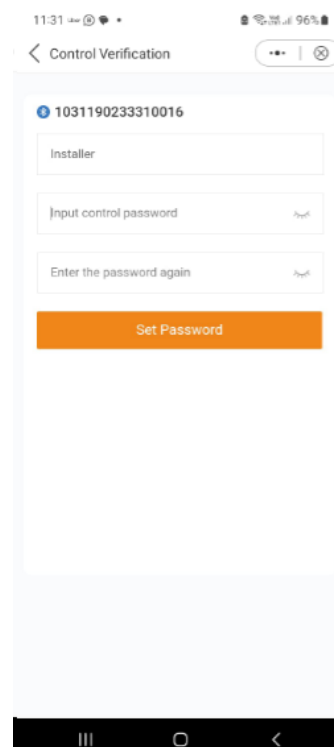 11:31
96%
Control Verification
1031190233310016
Installer
Input control password
Enter the password again
Set Password